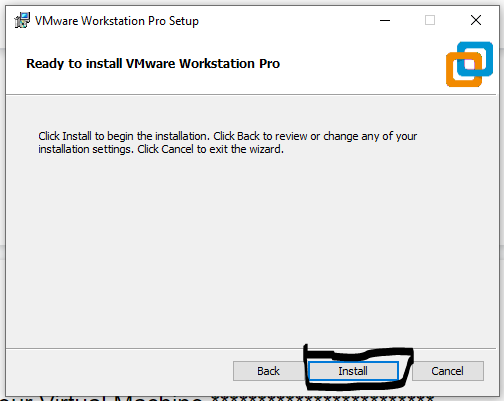 VMware Workstation Pro Setup
Ready to install VMware Workstation Pro
Click Install to begin the installation. Click Back to review or change any of your
installation settings. Click Cancel to exit the wizard.
Back Install Cancel
our Virtual Machine ************************